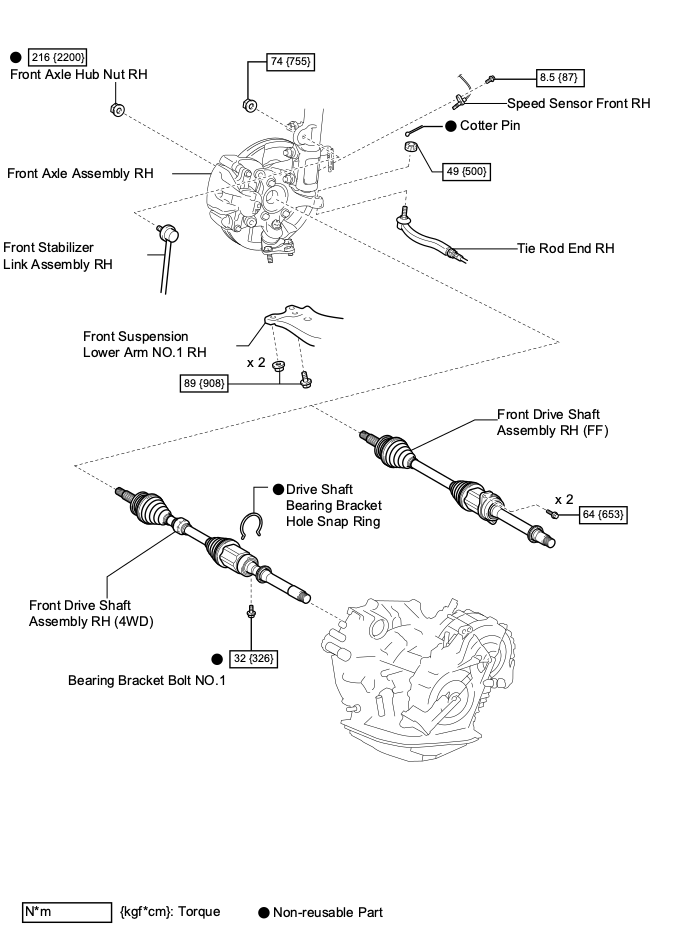 ● 216 {2200}
Front Axle Hub Nut RH
74 {755}
8.5 {87}
Speed Sensor Front RH
● Cotter Pin
49 {500}
Front Axle Assembly RH
Front Stabilizer
Link Assembly RH
Tie Rod End RH
Front Suspension
Lower Arm NO.1 RH
x 2
89 {908}
Front Drive Shaft
Assembly RH (FF)
x 2
64 {653}
● Drive Shaft
Bearing Bracket
Hole Snap Ring
Front Drive Shaft
Assembly RH (4WD)
● 32 {326}
Bearing Bracket Bolt NO.1
N*m {kgf*cm}: Torque ● Non-reusable Part